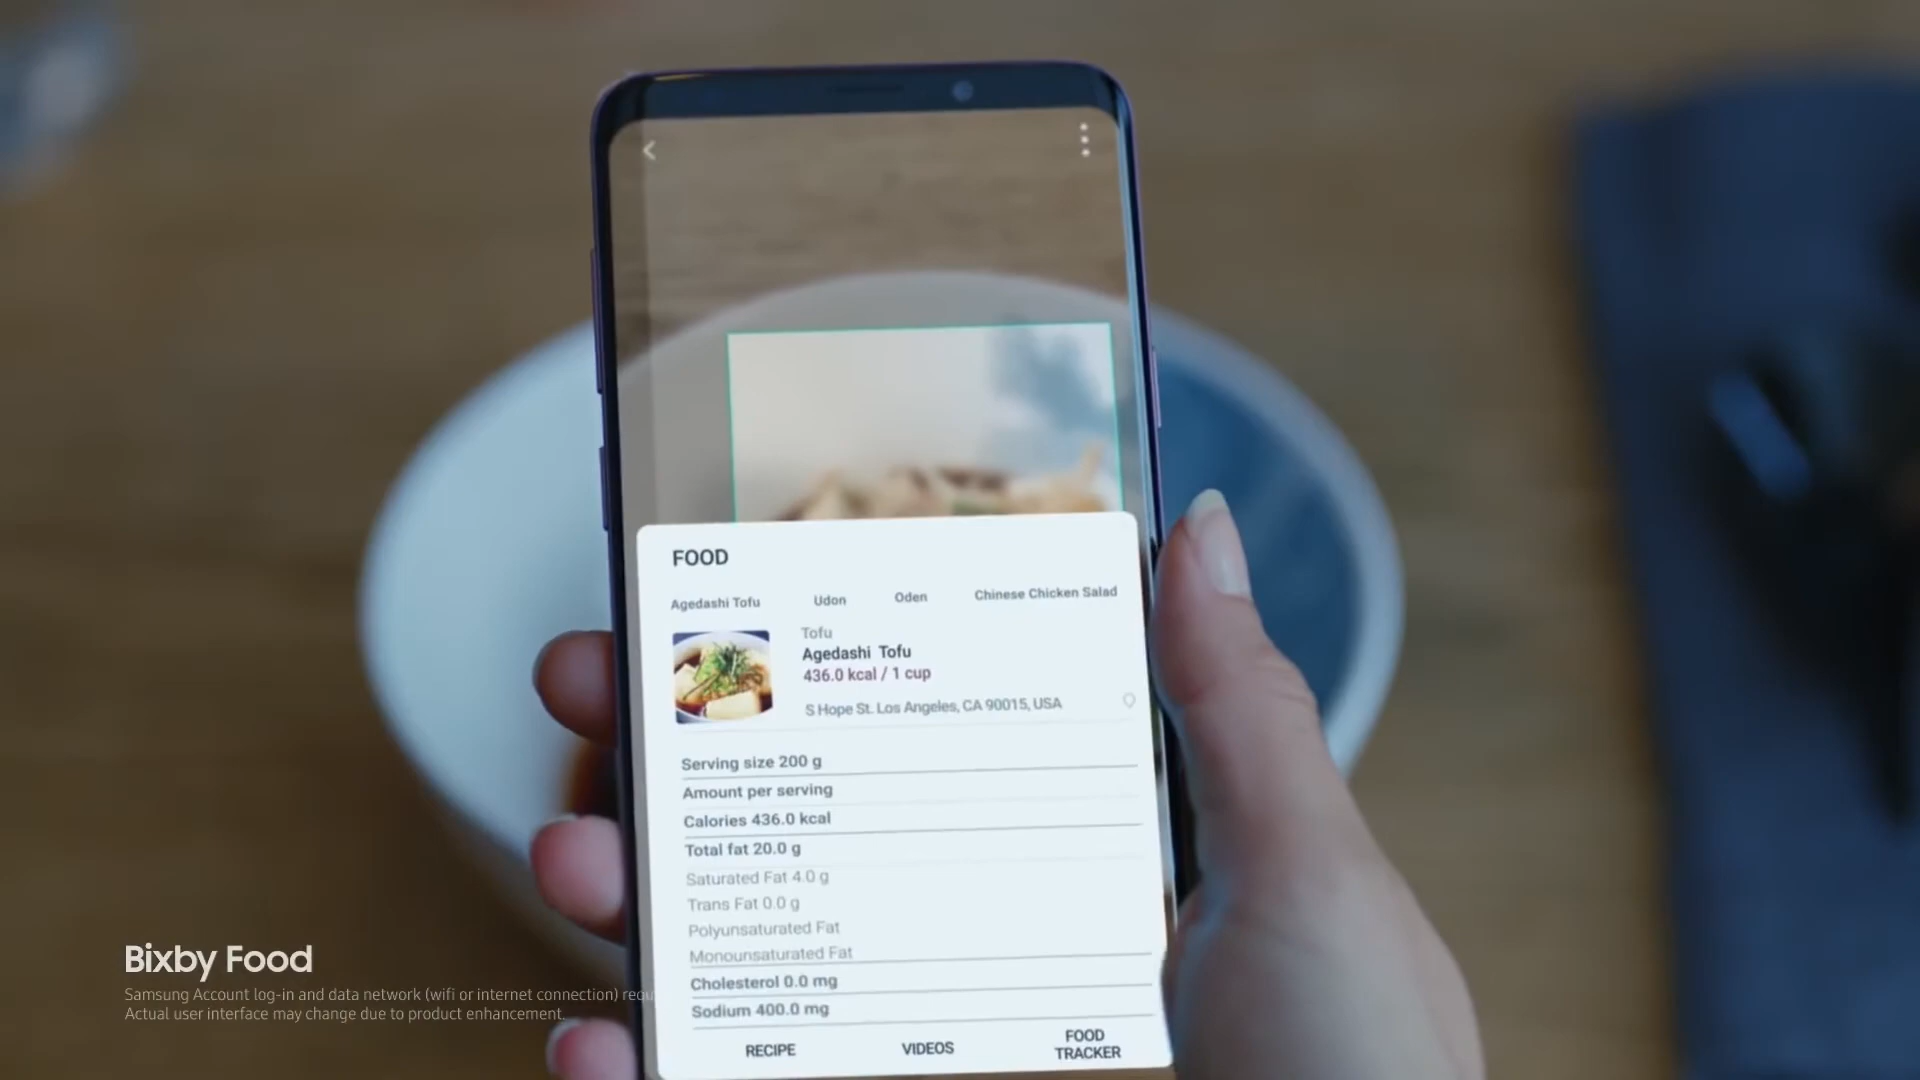 FOOD
Agedashi Tofu Udon Oden Chinese Chicken Salad
Tofu
Agedashi Tofu
436.0 kcal / 1 cup
S Hope St. Los Angeles, CA 90015, USA
Serving size 200 g
Amount per serving
Calories 436.0 kcal
Total fat 20.0 g
Saturated Fat 4.0 g
Trans Fat 0.0 g
Polyunsaturated Fat
Monounsaturated Fat
Cholesterol 0.0 mg
Sodium 400.0 mg
RECIPE VIDEOS FOOD TRACKER
Bixby Food
Samsung Account log-in and data network (wifi or internet connection)
Actual user interface may change due to product enhancement.